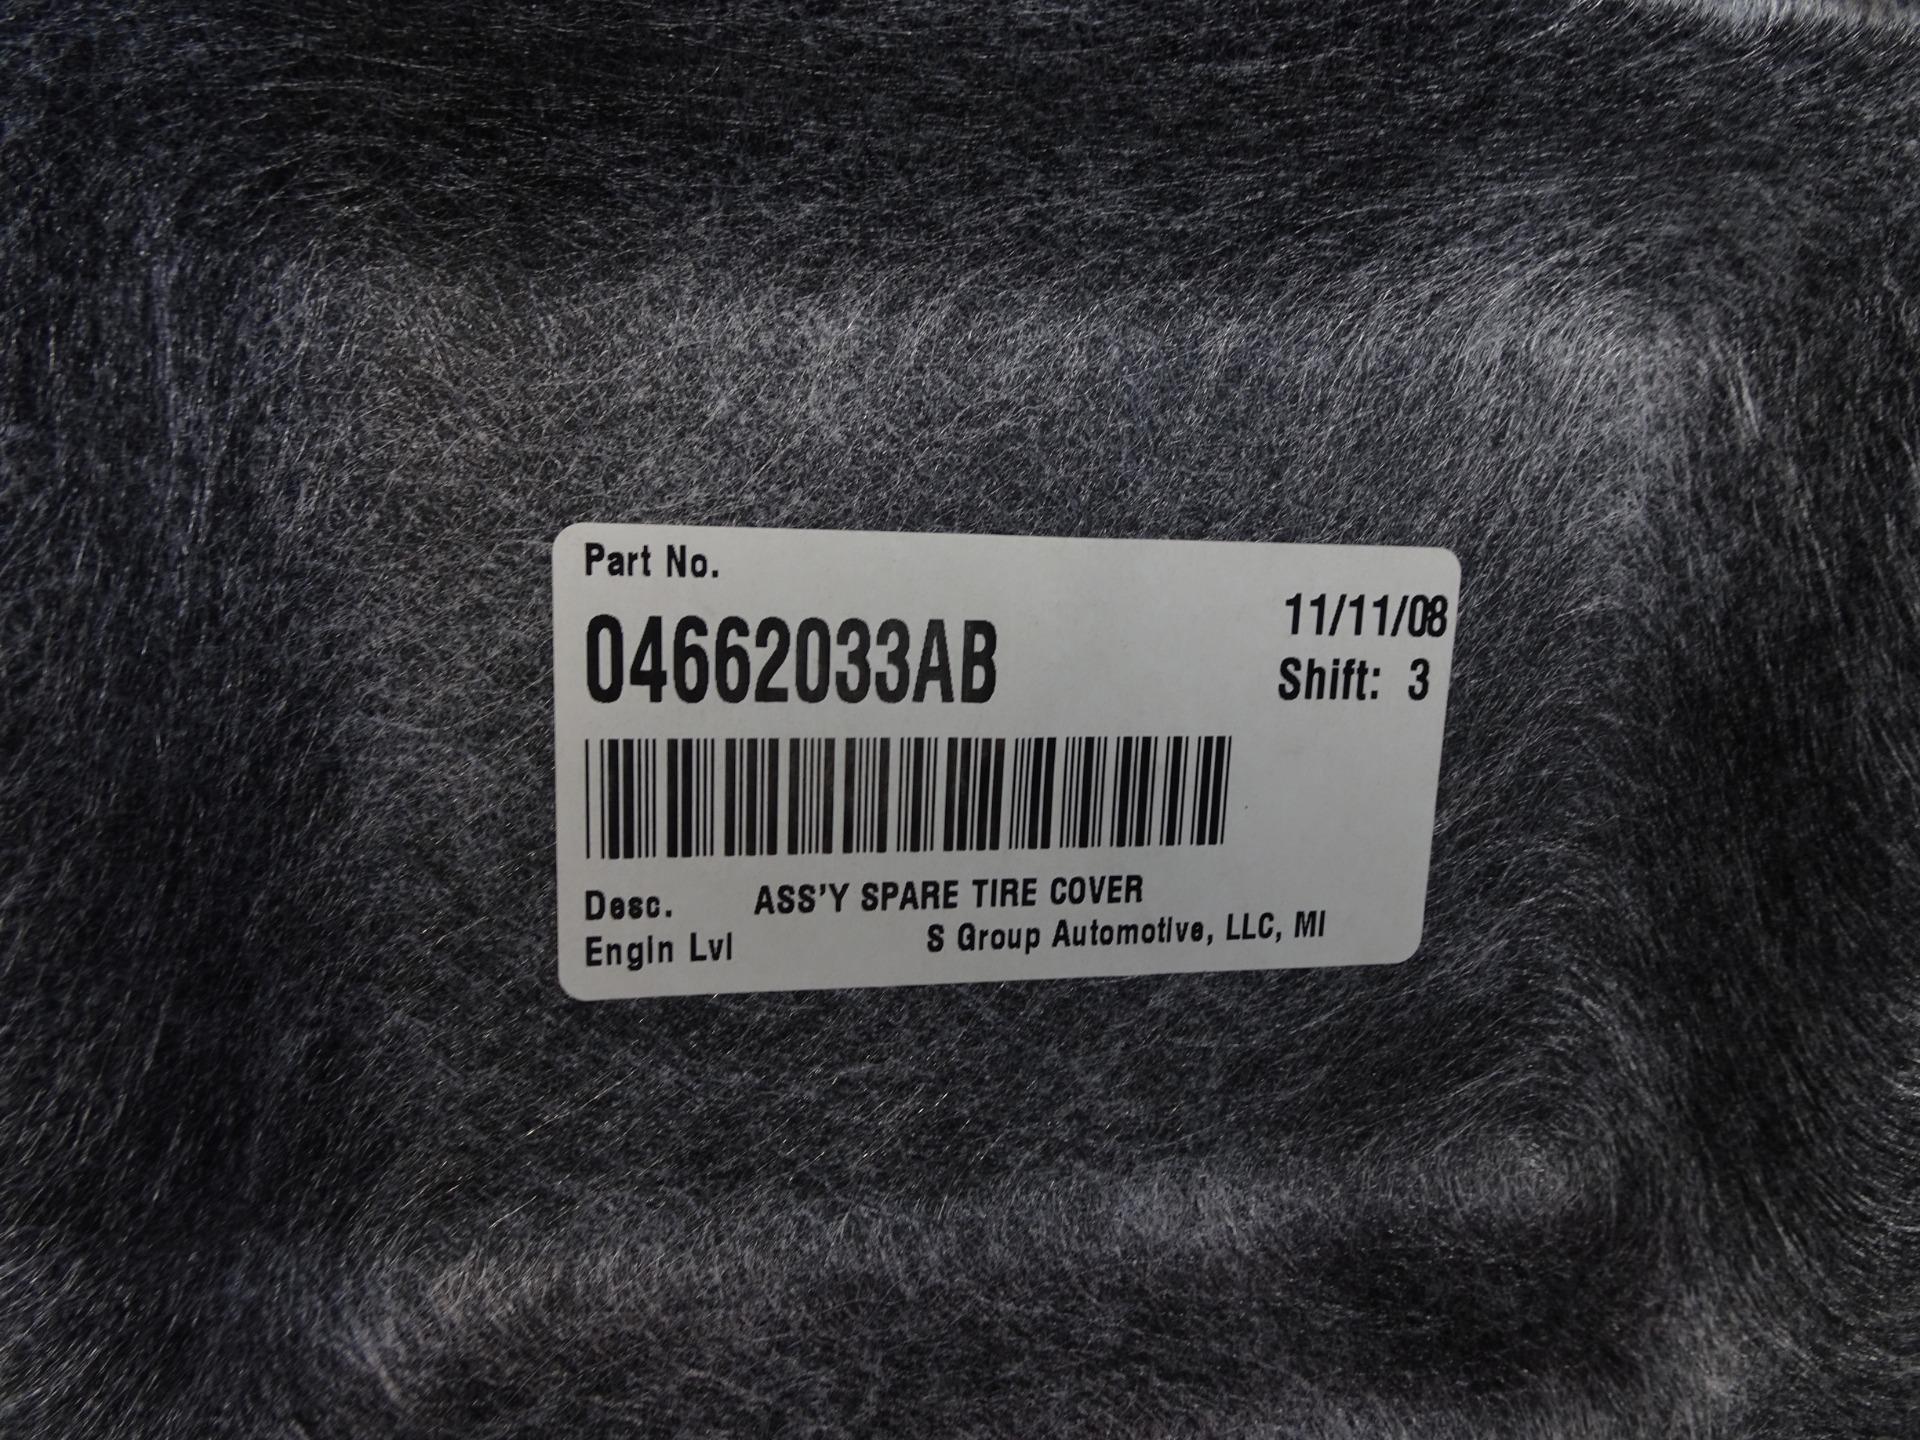 Part No.
04662033AB
11/11/08
Shift: 3
Desc. ASS'Y SPARE TIRE COVER
Engin Lvl S Group Automotive, LLC, MI